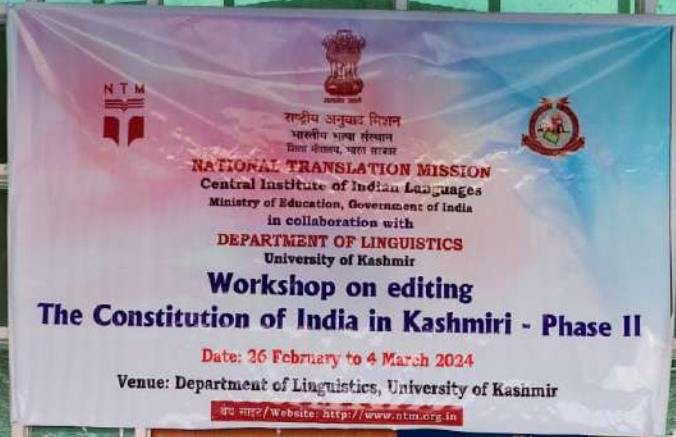 NTM
राष्ट्रीय अनुवाद मिशन
भारतीय भाषा संस्थान
शिक्षा मंत्रालय, भारत सरकार
NATIONAL TRANSLATION MISSION
Central Institute of Indian Languages
Ministry of Education, Government of India
in collaboration with
DEPARTMENT OF LINGUISTICS
University of Kashmir
Workshop on editing
The Constitution of India in Kashmiri - Phase II
Date: 26 February to 4 March 2024
Venue: Department of Linguistics, University of Kashmir
वेब साइट/Website: http://www.ntm.org.in